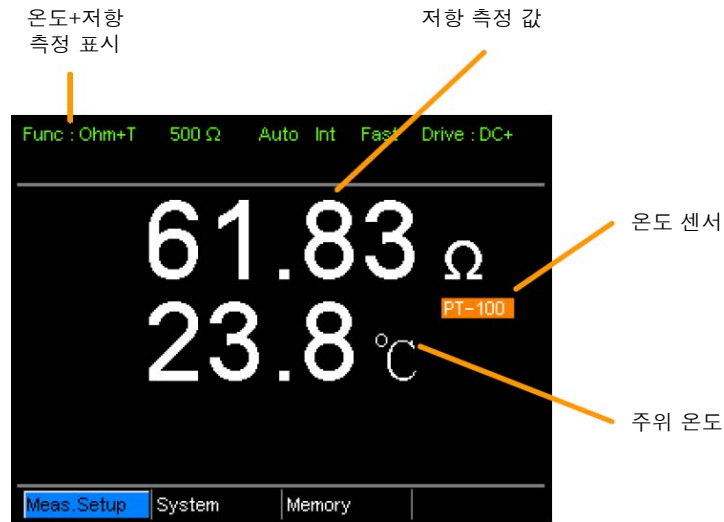 온도+저항
측정 표시
저항 측정 값
Func : Ohm+T 500 Ω Auto Int Fast Drive : DC+
61.83 Ω
온도 센서
PT-100
23.8 ℃
주위 온도
Meas.Setup System Memory